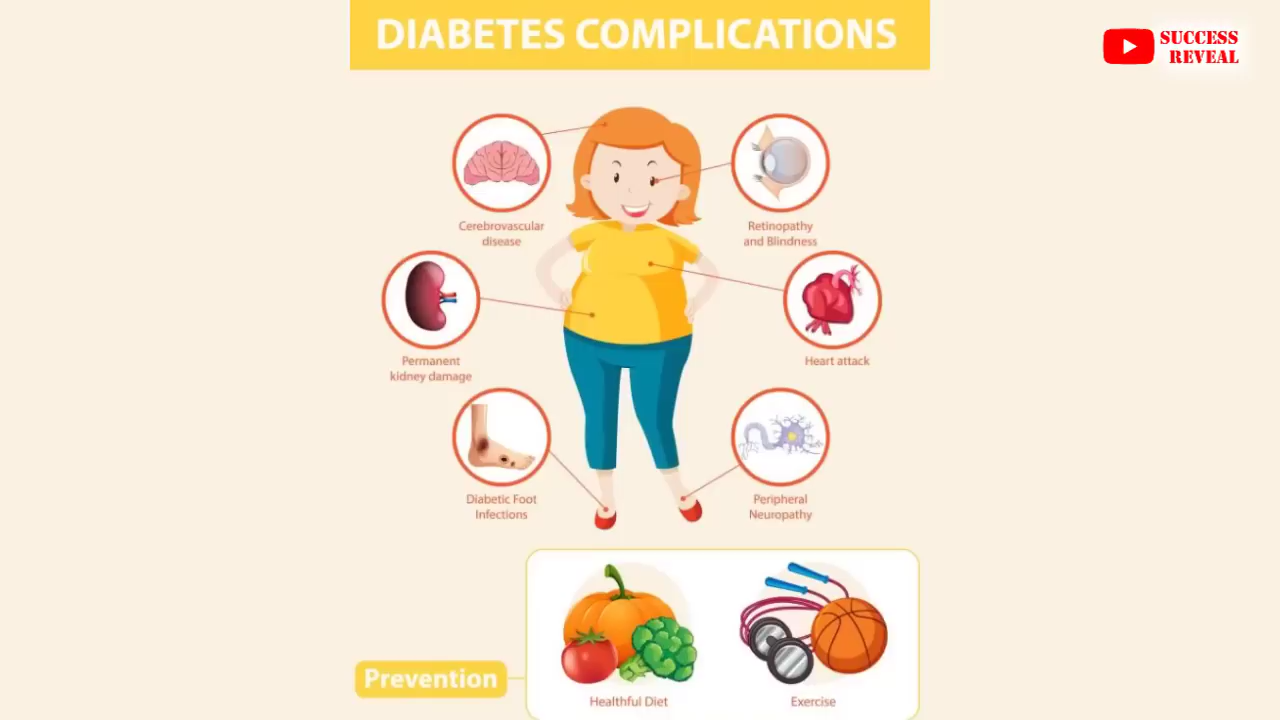 DIABETES COMPLICATIONS
SUCCESS
REVEAL
Cerebrovascular
disease
Retinopathy
and Blindness
Permanent
kidney damage
Heart attack
Diabetic Foot
Infections
Peripheral
Neuropathy
Prevention
Healthful Diet
Exercise